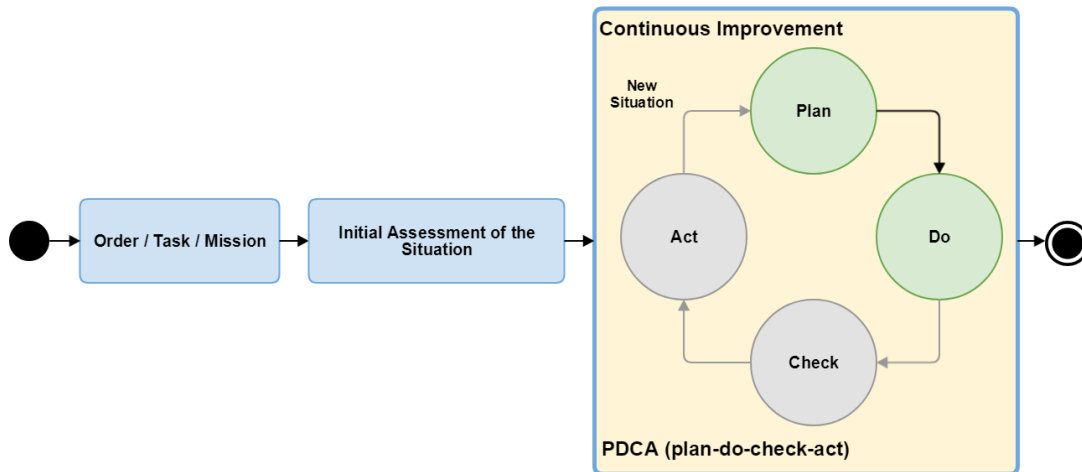 Continuous Improvement
New
Situation
Plan
Order / Task / Mission
Initial Assessment of the
Situation
Act
Do
Check
PDCA (plan-do-check-act)